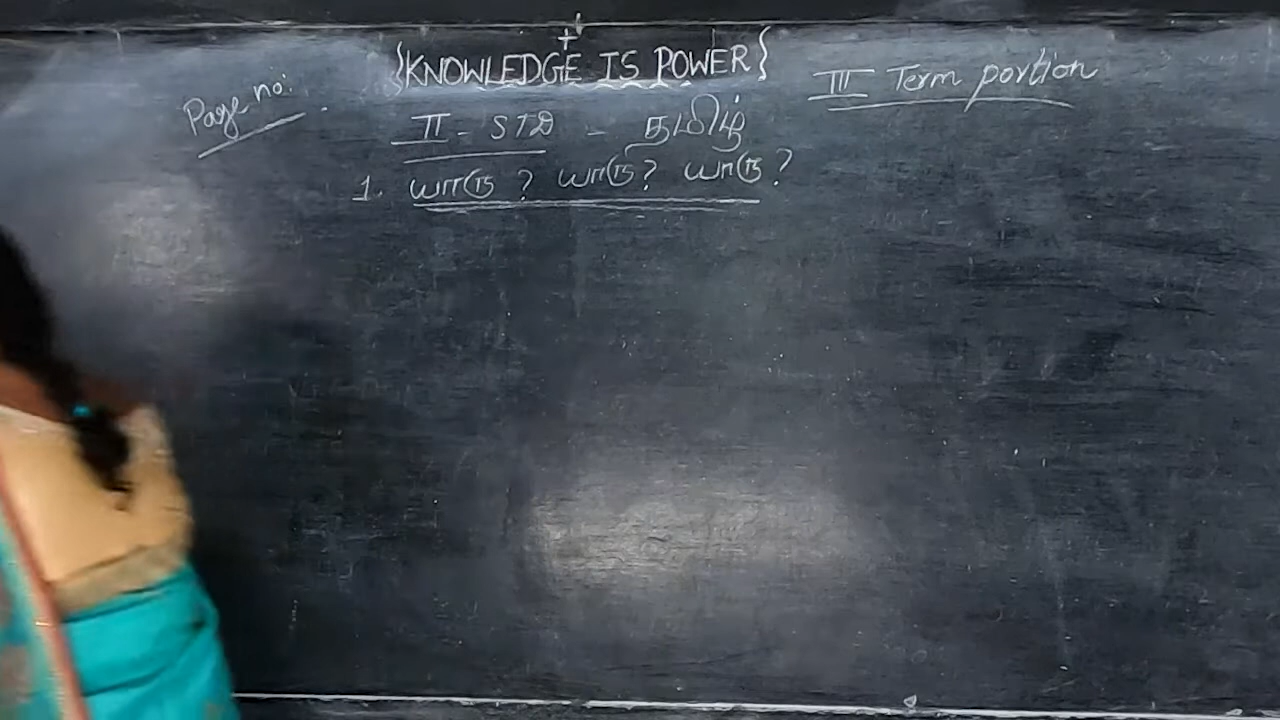 {KNOWLEDGE IS POWER}
Page no:
III Term portion
II - STD - தமிழ்
1. யாரு? யாரு? யாரு?